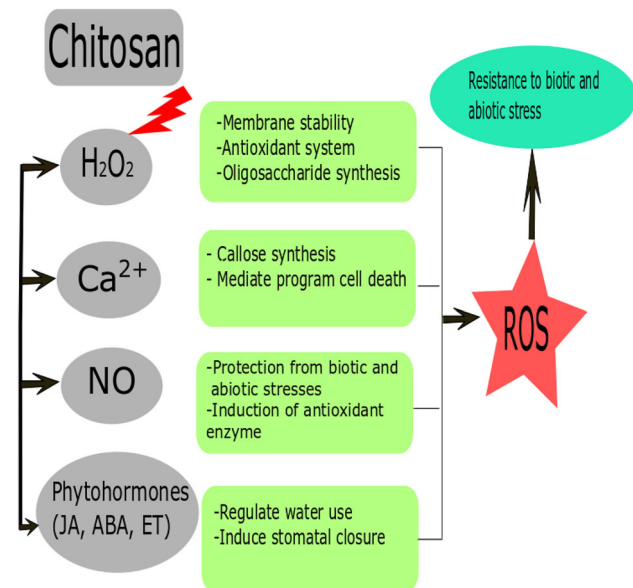 Chitosan
Resistance to biotic and
abiotic stress
H₂O₂
-Membrane stability
-Antioxidant system
-Oligosaccharide synthesis
Ca²⁺
- Callose synthesis
- Mediate program cell death
ROS
NO
-Protection from biotic and
abiotic stresses
-Induction of antioxidant
enzyme
Phytohormones
(JA, ABA, ET)
-Regulate water use
-Induce stomatal closure